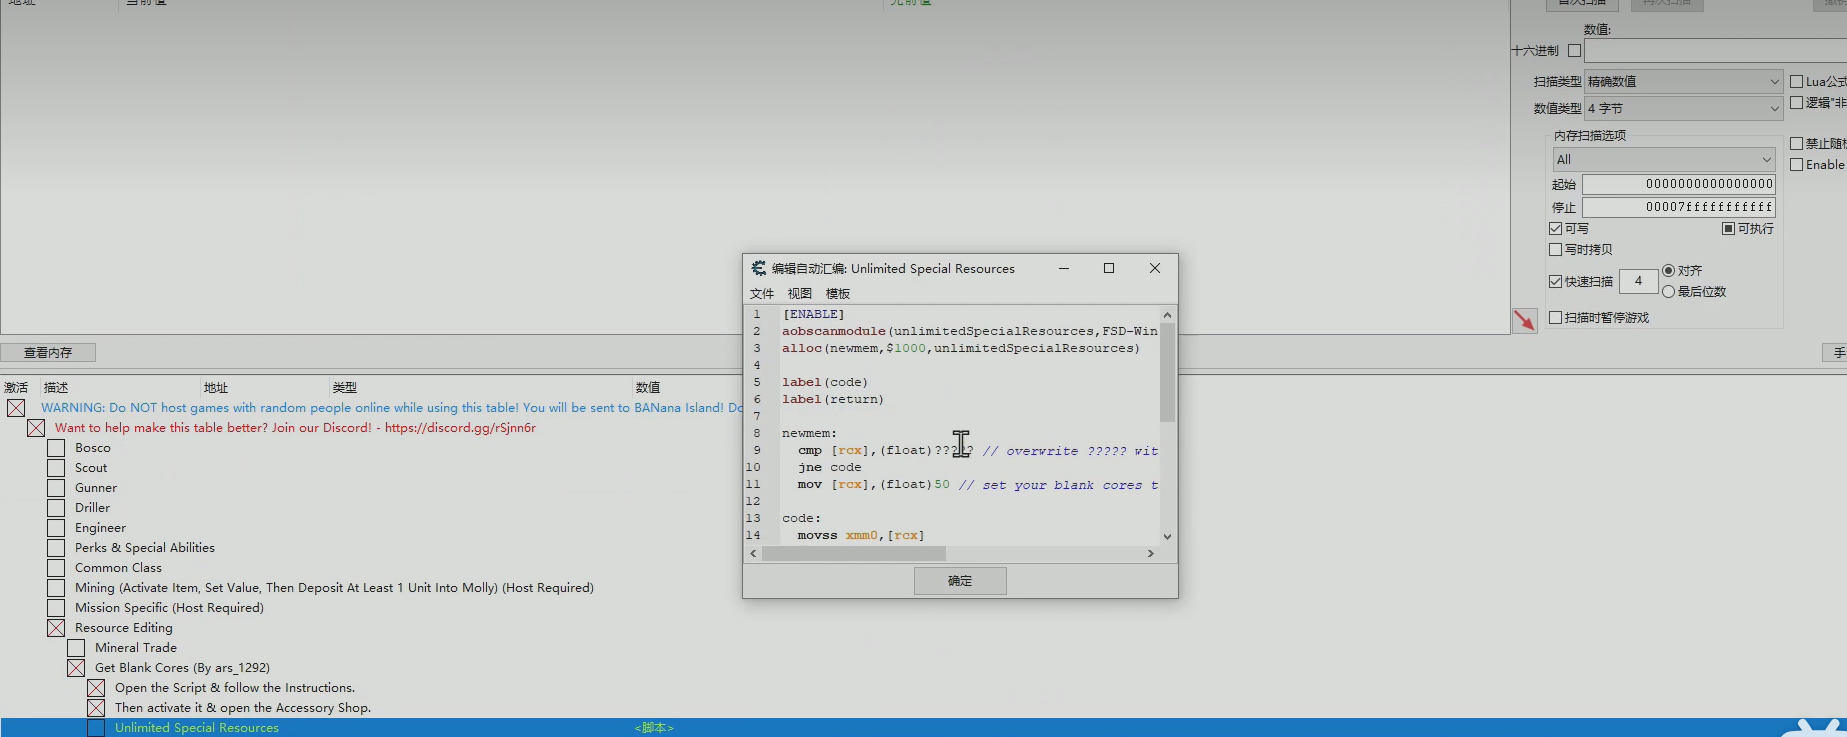 当前值
先前值
数值:
十六进制
扫描类型 精确数值
Lua公式
数值类型 4 字节
逻辑"非
内存扫描选项
All
禁止随机
Enable
起始 0000000000000000
停止 00007fffffffffff
可写 可执行
写时拷贝
快速扫描 4 对齐
最后位数
扫描时暂停游戏
查看内存
手
激活 描述 地址 类型 数值
WARNING: Do NOT host games with random people online while using this table! You will be sent to BANana Island! Do
Want to help make this table better? Join our Discord! - https://discord.gg/rSjnn6r
Bosco
Scout
Gunner
Driller
Engineer
Perks & Special Abilities
Common Class
Mining (Activate Item, Set Value, Then Deposit At Least 1 Unit Into Molly) (Host Required)
Mission Specific (Host Required)
Resource Editing
Mineral Trade
Get Blank Cores (By ars_1292)
Open the Script & follow the Instructions.
Then activate it & open the Accessory Shop.
Unlimited Special Resources <脚本>
编辑自动汇编: Unlimited Special Resources
文件 视图 模板
1 [ENABLE]
2 aobscanmodule(unlimitedSpecialResources,FSD-Win
3 alloc(newmem,$1000,unlimitedSpecialResources)
4
5 label(code)
6 label(return)
7
8 newmem:
9 cmp [rcx],(float)????? // overwrite ????? wit
10 jne code
11 mov [rcx],(float)50 // set your blank cores t
12
13 code:
14 movss xmm0,[rcx]
确定